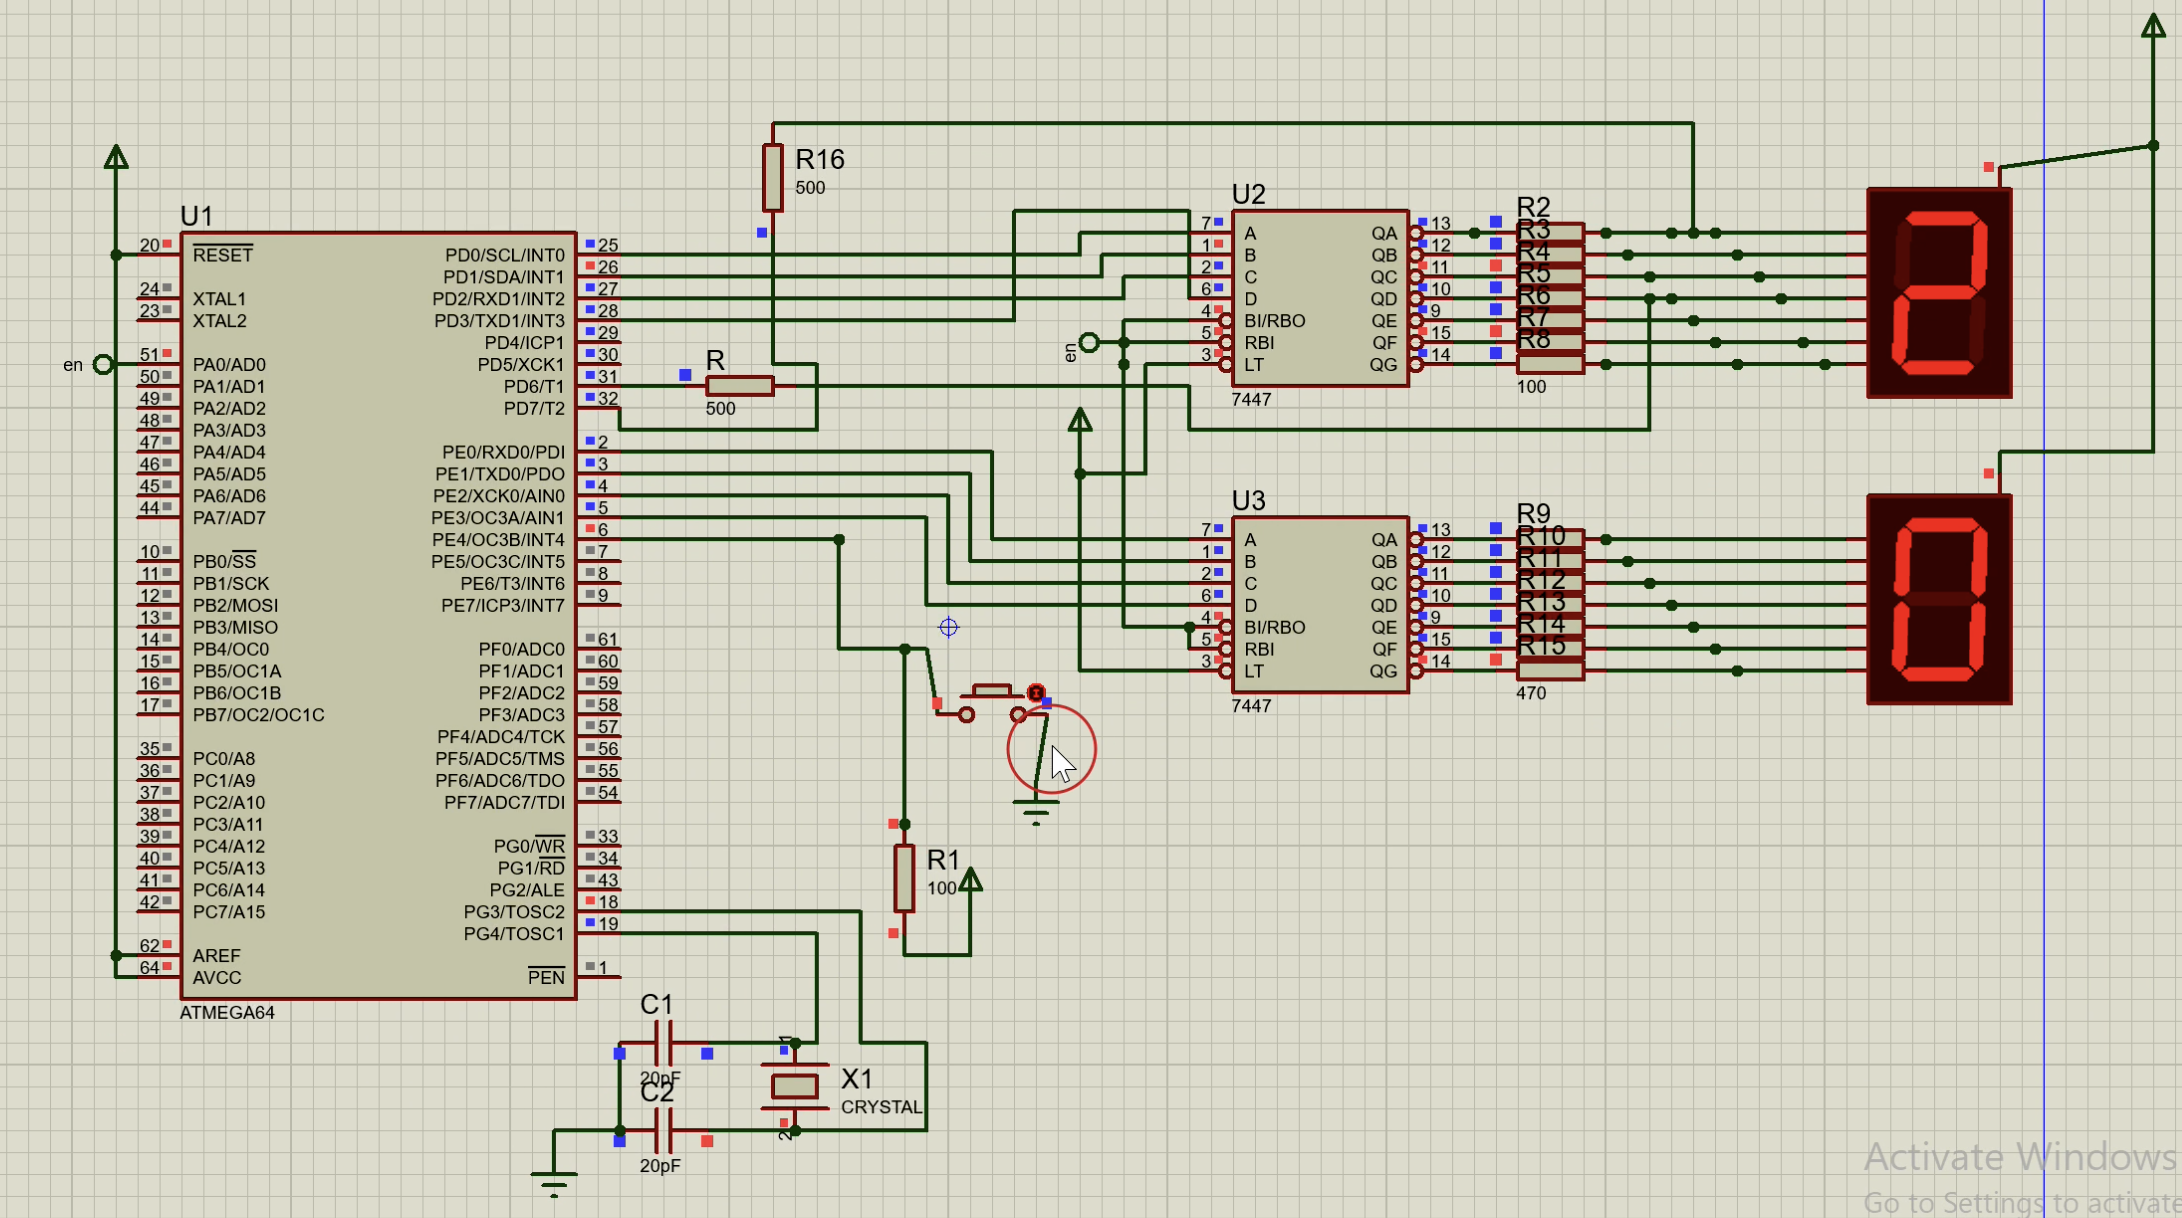 U1
20
RESET
24
XTAL1
23
XTAL2
en
51
PA0/AD0
50
PA1/AD1
49
PA2/AD2
48
PA3/AD3
47
PA4/AD4
46
PA5/AD5
45
PA6/AD6
44
PA7/AD7
10
PB0/SS
11
PB1/SCK
12
PB2/MOSI
13
PB3/MISO
14
PB4/OC0
15
PB5/OC1A
16
PB6/OC1B
17
PB7/OC2/OC1C
35
PC0/A8
36
PC1/A9
37
PC2/A10
38
PC3/A11
39
PC4/A12
40
PC5/A13
41
PC6/A14
42
PC7/A15
62
AREF
64
AVCC
ATMEGA64
PD0/SCL/INT0
25
PD1/SDA/INT1
26
PD2/RXD1/INT2
27
PD3/TXD1/INT3
28
PD4/ICP1
29
PD5/XCK1
30
PD6/T1
31
PD7/T2
32
PE0/RXD0/PDI
2
PE1/TXD0/PDO
3
PE2/XCK0/AIN0
4
PE3/OC3A/AIN1
5
PE4/OC3B/INT4
6
PE5/OC3C/INT5
7
PE6/T3/INT6
8
PE7/ICP3/INT7
9
PF0/ADC0
61
PF1/ADC1
60
PF2/ADC2
59
PF3/ADC3
58
PF4/ADC4/TCK
57
PF5/ADC5/TMS
56
PF6/ADC6/TDO
55
PF7/ADC7/TDI
54
PG0/WR
33
PG1/RD
34
PG2/ALE
43
PG3/TOSC2
18
PG4/TOSC1
19
PEN
1
R16
500
R
500
U2
7
A
1
B
2
C
6
D
4
BI/RBO
5
RBI
3
LT
QA
13
QB
12
QC
11
QD
10
QE
9
QF
15
QG
14
7447
en
R2
R3
R4
R5
R6
R7
R8
100
U3
7
A
1
B
2
C
6
D
4
BI/RBO
5
RBI
3
LT
QA
13
QB
12
QC
11
QD
10
QE
9
QF
15
QG
14
7447
R9
R10
R11
R12
R13
R14
R15
470
2
0
R1
100
C1
20pF
C2
20pF
1
X1
CRYSTAL
2
Activate Windows
Go to Settings to activate